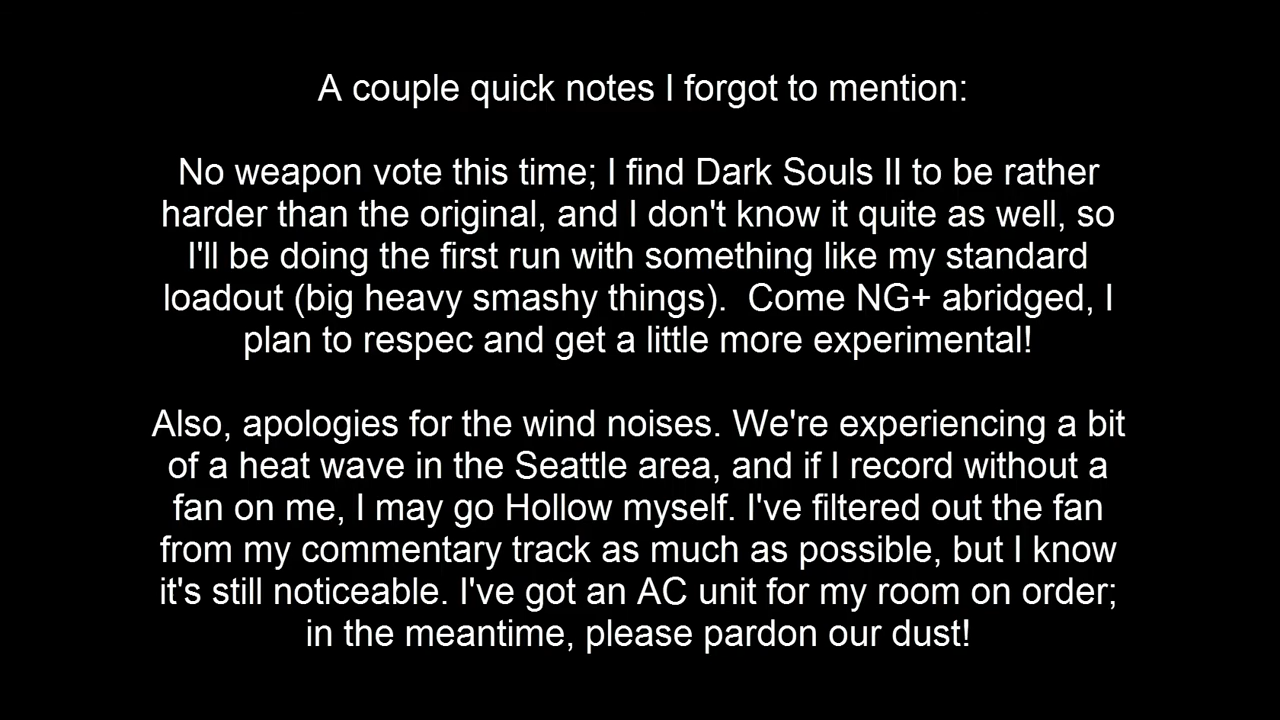 A couple quick notes I forgot to mention:
No weapon vote this time; I find Dark Souls II to be rather
harder than the original, and I don't know it quite as well, so
I'll be doing the first run with something like my standard
loadout (big heavy smashy things).  Come NG+ abridged, I
plan to respec and get a little more experimental!
Also, apologies for the wind noises. We're experiencing a bit
of a heat wave in the Seattle area, and if I record without a
fan on me, I may go Hollow myself. I've filtered out the fan
from my commentary track as much as possible, but I know
it's still noticeable. I've got an AC unit for my room on order;
in the meantime, please pardon our dust!